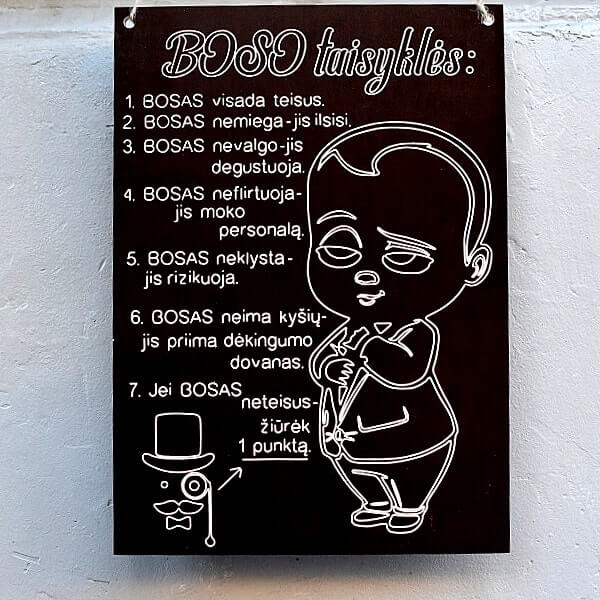 BOSO taisyklės:
1. BOSAS visada teisus.
2. BOSAS nemiega-jis ilsisi.
3. BOSAS nevalgo-jis
degustuoja.
4. BOSAS neflirtuoja-
jis moko
personalą.
5. BOSAS neklysta-
jis rizikuoja.
6. BOSAS neima kyšių-
jis priima dėkingumo
dovanas.
7. Jei BOSAS
neteisus-
žiūrėk
1 punktą.